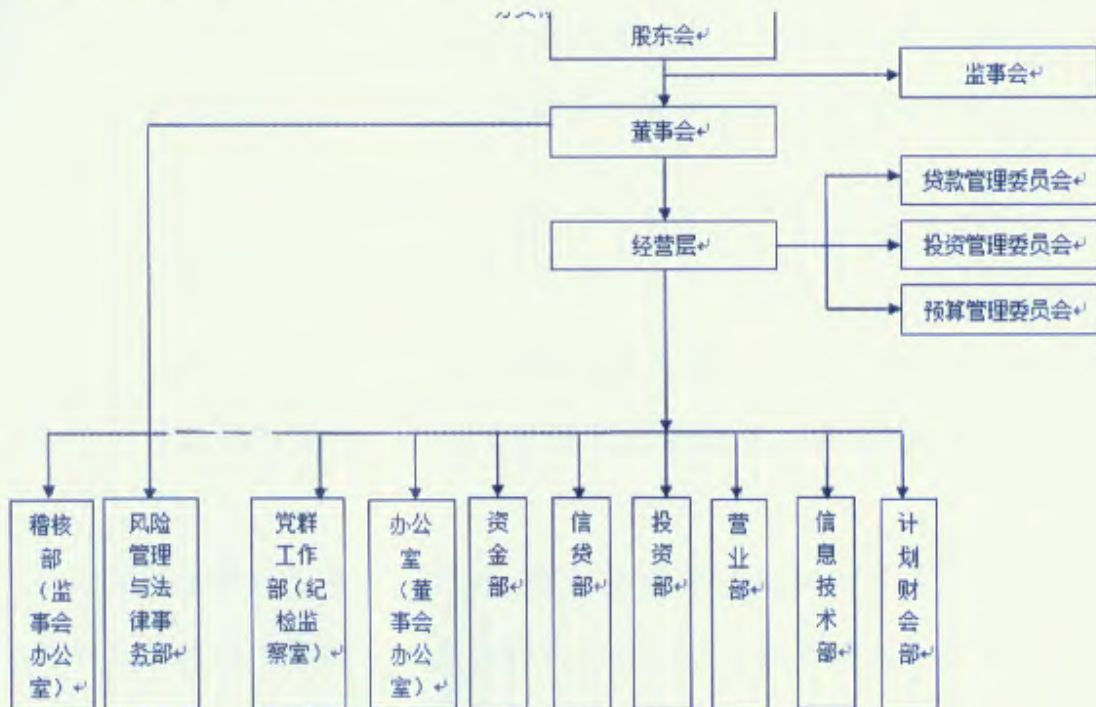 股东会
监事会
董事会
贷款管理委员会
经营层
投资管理委员会
预算管理委员会
稽核
部
（监
事会
办公
室）
风险
管理
与法
律事
务部
党群
工作
部（纪
检监
察室）
办公
室
（董
事会
办公
室）
资
金
部
信
贷
部
投
资
部
营
业
部
信
息
技
术
部
计
划
财
会
部